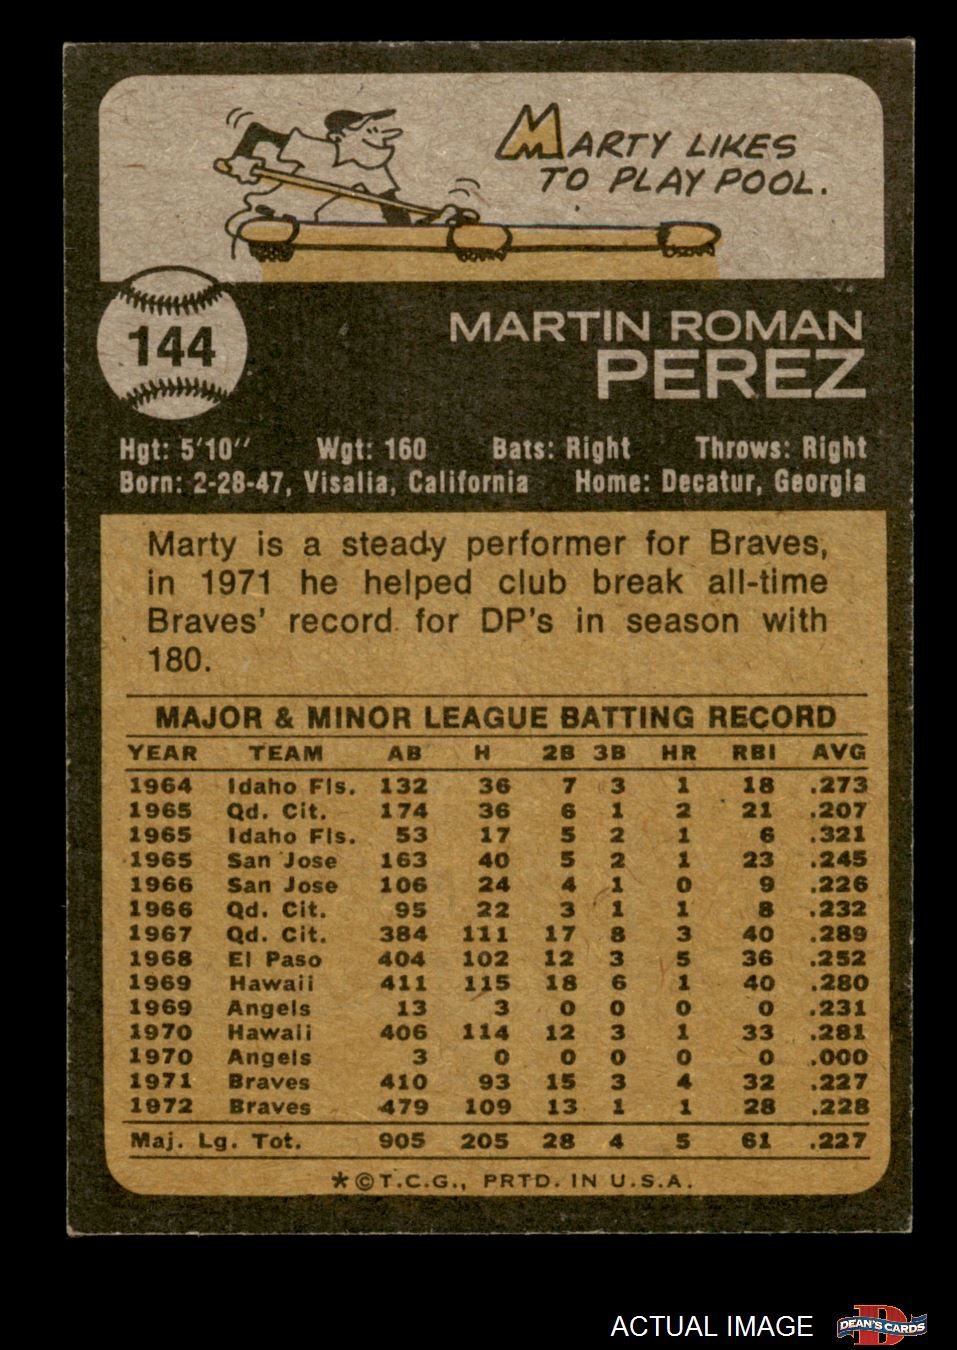 MARTY LIKES
TO PLAY POOL.
144
MARTIN ROMAN
PEREZ
Hgt: 5'10" Wgt: 160 Bats: Right Throws: Right
Born: 2-28-47, Visalia, California Home: Decatur, Georgia
Marty is a steady performer for Braves,
in 1971 he helped club break all-time
Braves' record for DP's in season with
180.
MAJOR & MINOR LEAGUE BATTING RECORD
YEAR TEAM AB H 2B 3B HR RBI AVG
1964 Idaho Fls. 132 36 7 3 1 18 .273
1965 Qd. Cit. 174 36 6 1 2 21 .207
1965 Idaho Fls. 53 17 5 2 1 6 .321
1965 San Jose 163 40 5 2 1 23 .245
1966 San Jose 106 24 4 1 0 9 .226
1966 Qd. Cit. 95 22 3 1 1 8 .232
1967 Qd. Cit. 384 111 17 8 3 40 .289
1968 El Paso 404 102 12 3 5 36 .252
1969 Hawaii 411 115 18 6 1 40 .280
1969 Angels 13 3 0 0 0 0 .231
1970 Hawaii 406 114 12 3 1 33 .281
1970 Angels 3 0 0 0 0 0 .000
1971 Braves 410 93 15 3 4 32 .227
1972 Braves 479 109 13 1 1 28 .228
Maj. Lg. Tot. 905 205 28 4 5 61 .227
*©T.C.G., PRTD. IN U.S.A.
ACTUAL IMAGE
D
DEAN'S CARDS